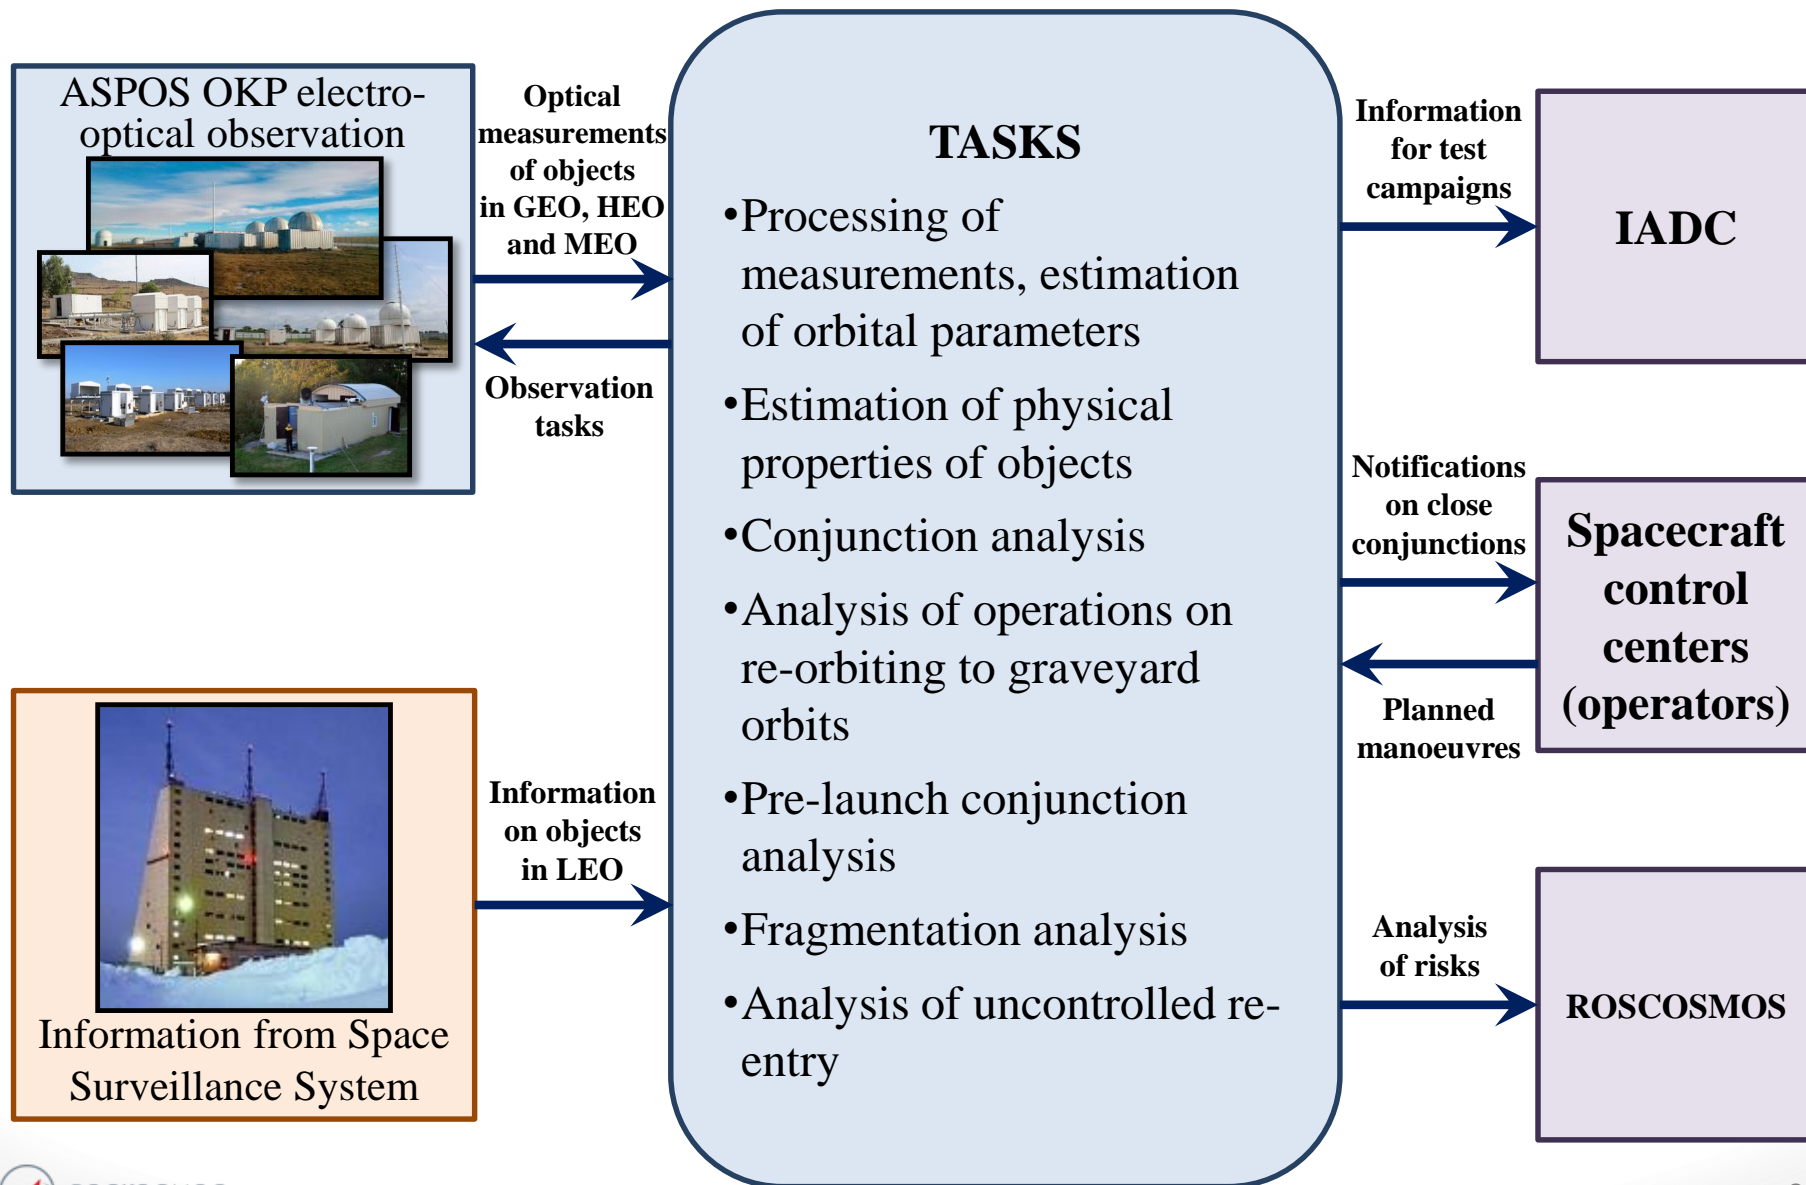 ASPOS OKP electro-
optical observation
Optical
measurements
of objects
in GEO, HEO
and MEO
Observation
tasks
Information from Space
Surveillance System
Information
on objects
in LEO
TASKS
•Processing of
measurements, estimation
of orbital parameters
•Estimation of physical
properties of objects
•Conjunction analysis
•Analysis of operations on
re-orbiting to graveyard
orbits
•Pre-launch conjunction
analysis
•Fragmentation analysis
•Analysis of uncontrolled re-
entry
Information
for test
campaigns
IADC
Notifications
on close
conjunctions
Spacecraft
control
centers
(operators)
Planned
manoeuvres
Analysis
of risks
ROSCOSMOS